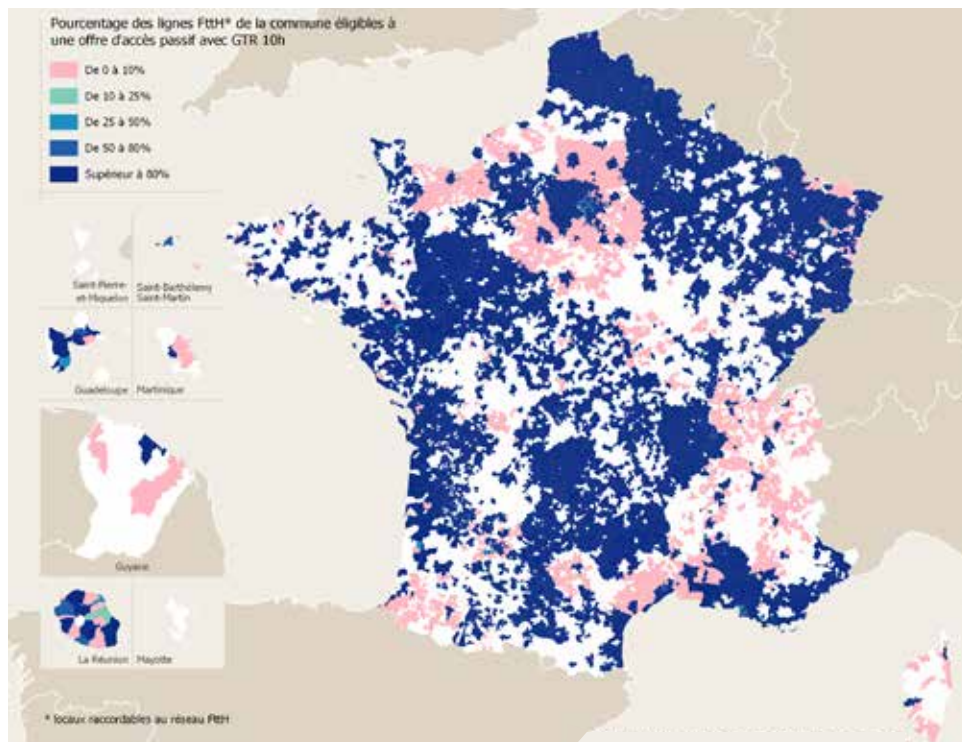 Pourcentage des lignes FttH* de la commune éligibles à
une offre d'accès passif avec GTR 10h
De 0 à 10%
De 10 à 25%
De 25 à 50%
De 50 à 80%
Supérieur à 80%
Saint-Pierre-
et-Miquelon
Saint-Barthélemy
Saint-Martin
Guadeloupe
Martinique
Guyane
La Réunion
Mayotte
* locaux raccordables au réseau FttH